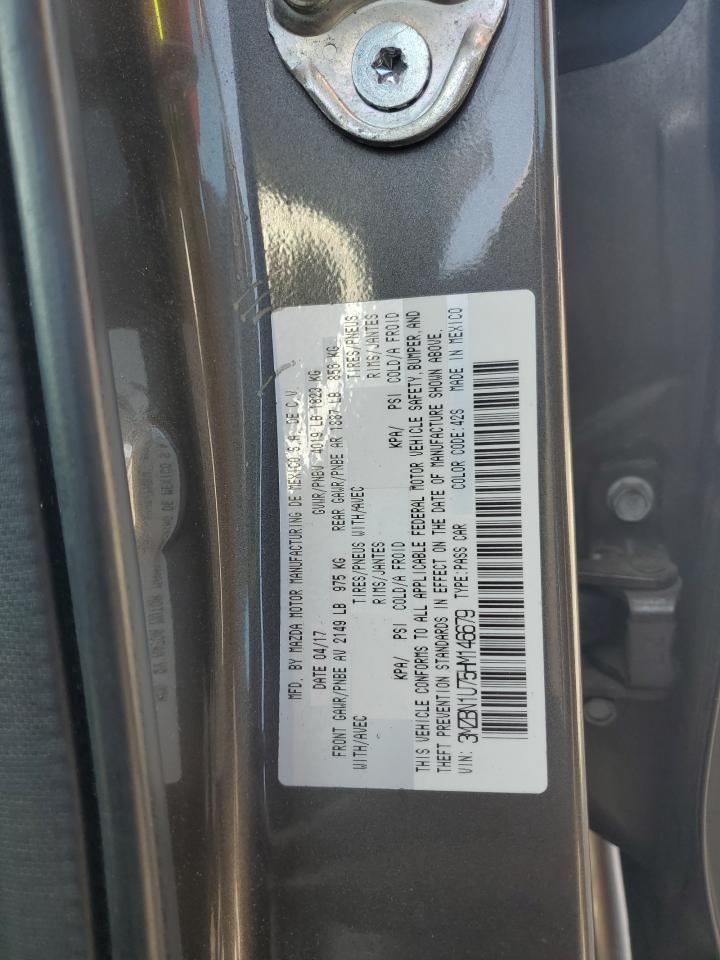 MFD. BY MAZDA MOTOR MANUFACTURING DE MEXICO S.A. DE C.V.
DATE 04/17 GVWR/PNBV 4019 LB 1823 KG
FRONT GAWR/PNBE AV 2149 LB 975 KG REAR GAWR/PNBE AR 1887 LB 856 KG
WITH/AVEC TIRES/PNEUS WITH/AVEC TIRES/PNEUS
RIMS/JANTES RIMS/JANTES
KPA/ PSI COLD/A FROID KPA/ PSI COLD/A FROID
THIS VEHICLE CONFORMS TO ALL APPLICABLE FEDERAL MOTOR VEHICLE SAFETY, BUMPER, AND
THEFT PREVENTION STANDARDS IN EFFECT ON THE DATE OF MANUFACTURE SHOWN ABOVE.
VIN: 3MZBN1U75HM146679 TYPE:PASS CAR COLOR CODE:42S MADE IN MEXICO